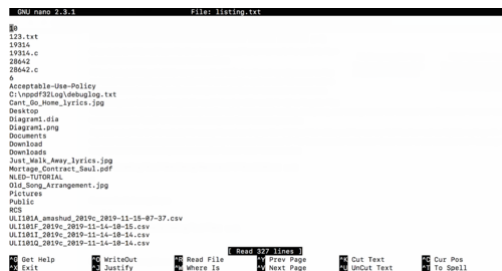 GNU nano 2.3.1 File: listing.txt
10
123.txt
19314
19314.c
28642
28642.c
6
Acceptable-Use-Policy
C:\nppdf32Log\debuglog.txt
Cant_Go_Home_lyrics.jpg
Desktop
Diagram1.dia
Diagram1.png
Documents
Download
Downloads
Just_Walk_Away_lyrics.jpg
Mortage_Contract_Saul.pdf
NLED-TUTORIAL
Old_Song_Arrangement.jpg
Pictures
Public
RCS
ULI101A_amashud_2019c_2019-11-15-07-37.csv
ULI101F_2019c_2019-11-14-10-15.csv
ULI101I_2019c_2019-11-14-10-14.csv
ULI101Q_2019c_2019-11-14-10-14.csv
[ Read 327 lines ]
^G Get Help ^O WriteOut ^R Read File ^Y Prev Page ^K Cut Text ^C Cur Pos
^X Exit ^J Justify ^W Where Is ^V Next Page ^U UnCut Text ^T To Spell